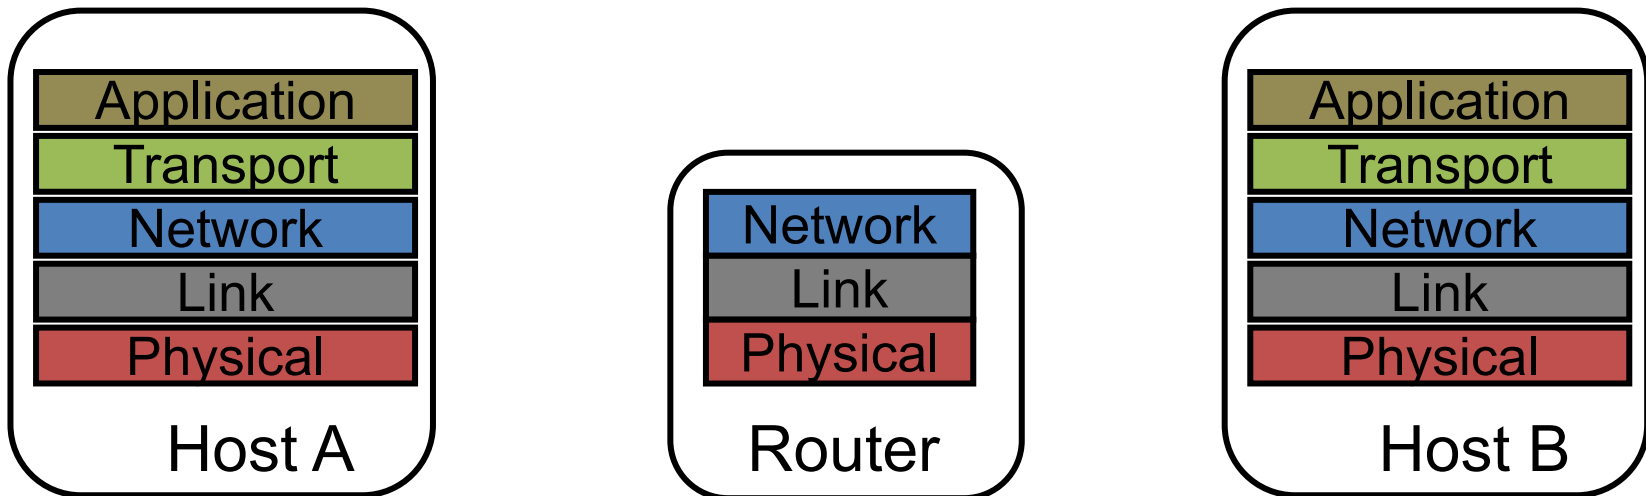 Application
Transport
Network
Link
Physical
Host A
Network
Link
Physical
Router
Application
Transport
Network
Link
Physical
Host B